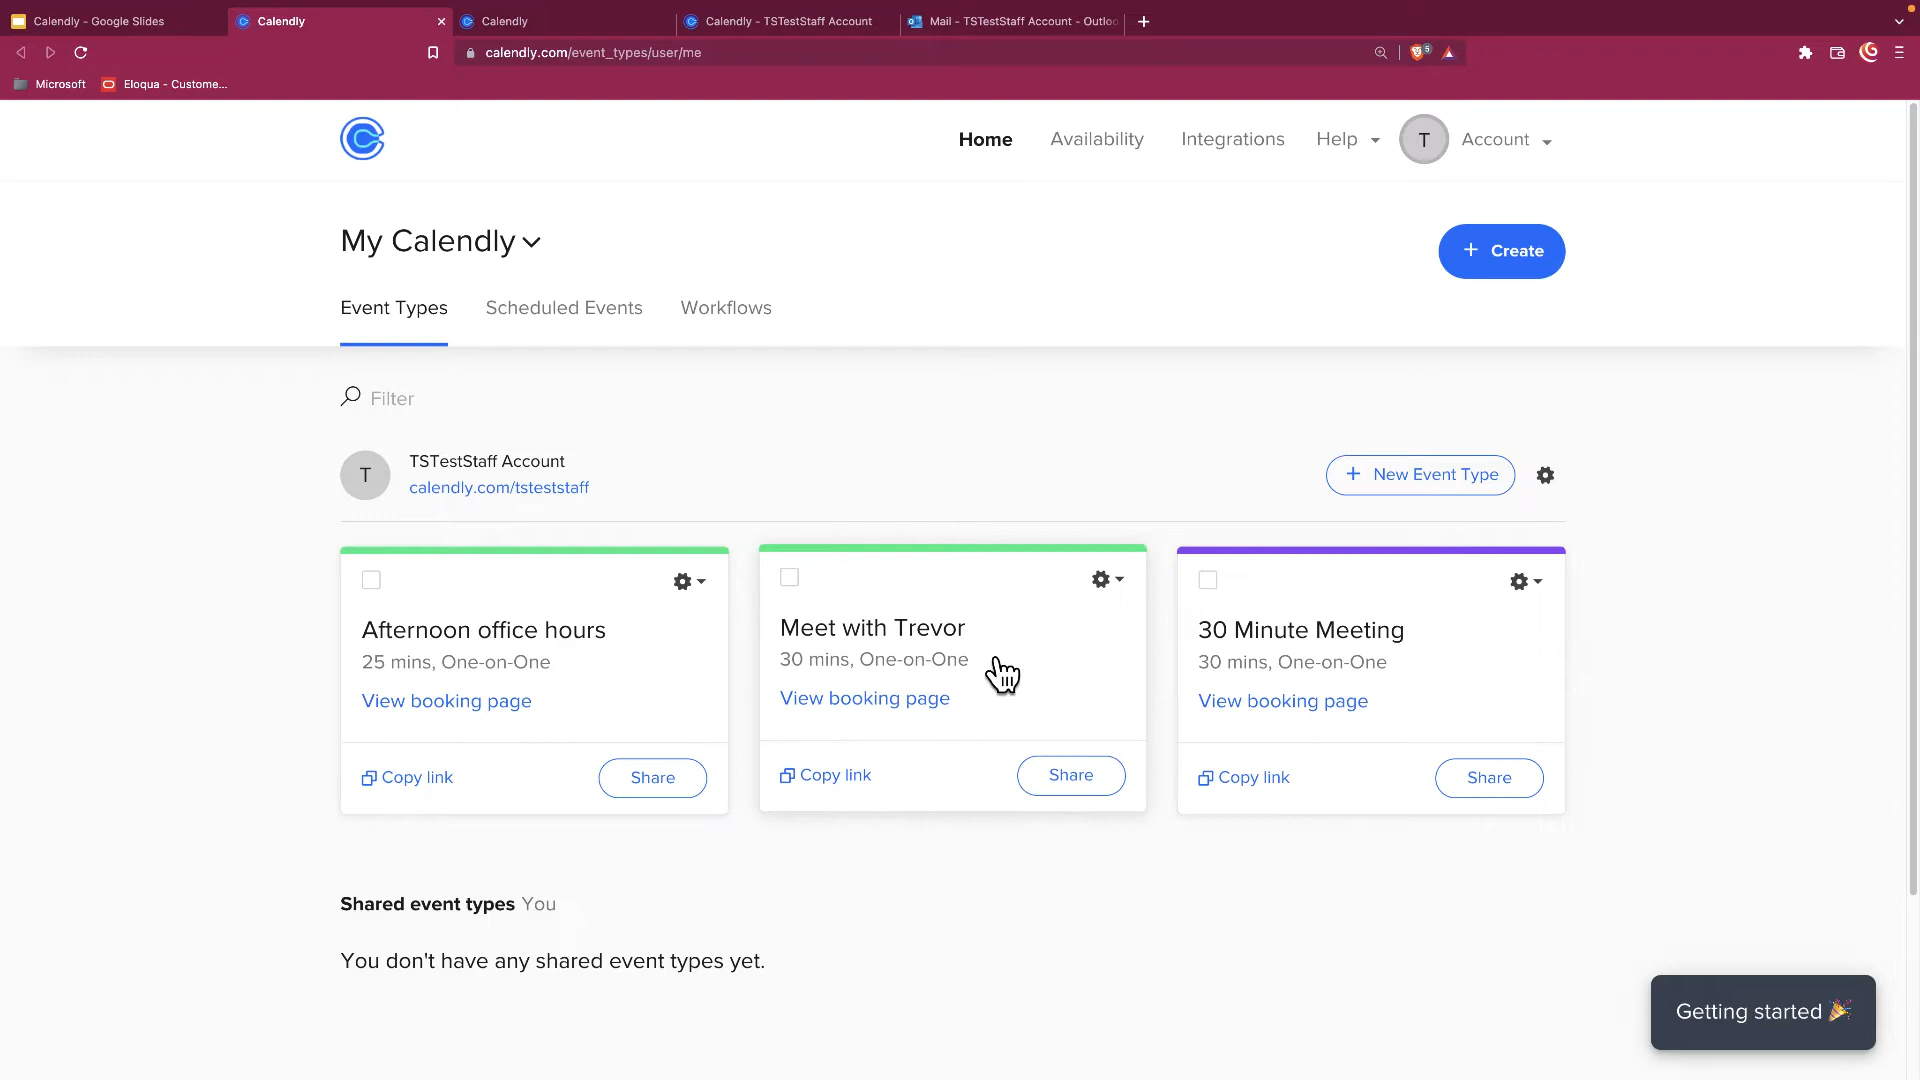 Calendly - Google Slides
Calendly
Calendly
Calendly - TSTestStaff Account
Mail - TSTestStaff Account - Outloo
calendly.com/event_types/user/me
5
Microsoft
Eloqua - Custome...
Home
Availability
Integrations
Help
T
Account
My Calendly
+ Create
Event Types
Scheduled Events
Workflows
Filter
T
TSTestStaff Account
calendly.com/tsteststaff
+ New Event Type
Afternoon office hours
25 mins, One-on-One
View booking page
Copy link
Share
Meet with Trevor
30 mins, One-on-One
View booking page
Copy link
Share
30 Minute Meeting
30 mins, One-on-One
View booking page
Copy link
Share
Shared event types You
You don't have any shared event types yet.
Getting started 🎉